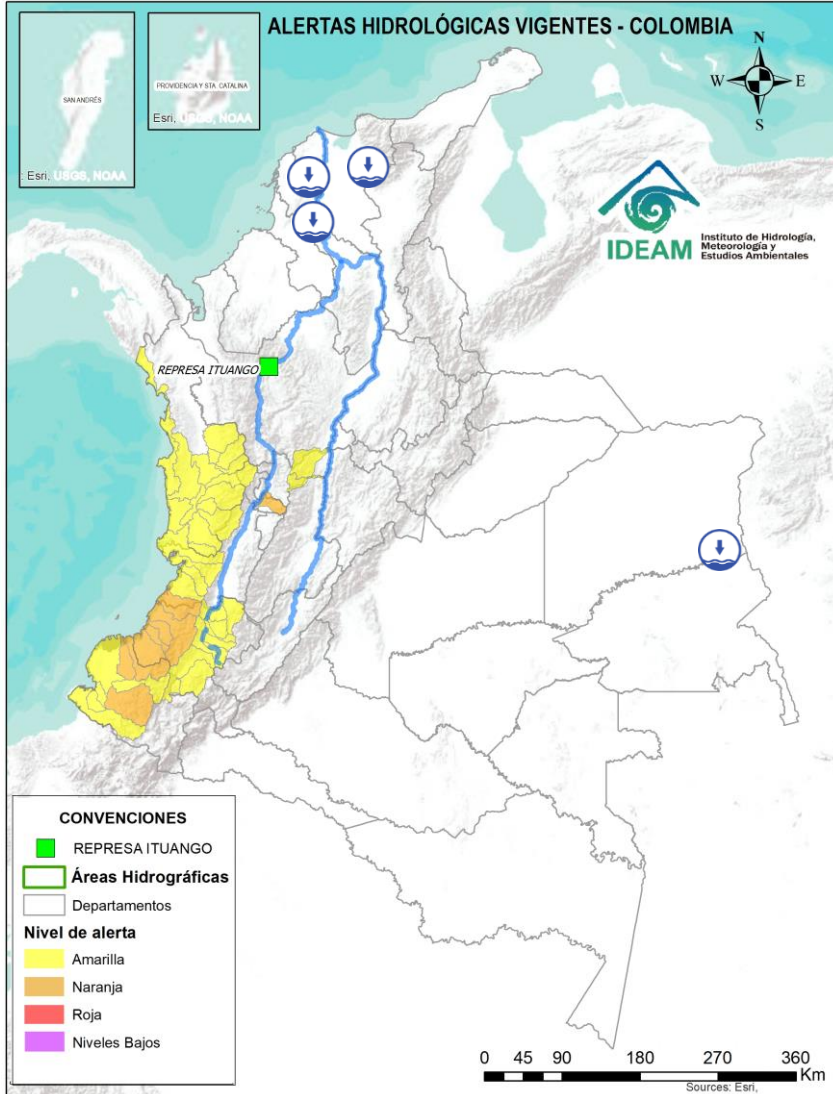 ALERTAS HIDROLÓGICAS VIGENTES - COLOMBIA
SAN ANDRÉS
Esri, USGS, NOAA
PROVIDENCIA Y STA. CATALINA
Esri, USGS, NOAA
N
W
E
S
IDEAM
Instituto de Hidrología,
Meteorología y
Estudios Ambientales
REPRESA ITUANGO
CONVENCIONES
REPRESA ITUANGO
Áreas Hidrográficas
Departamentos
Nivel de alerta
Amarilla
Naranja
Roja
Niveles Bajos
0 45 90 180 270 360
Km
Sources: Esri,